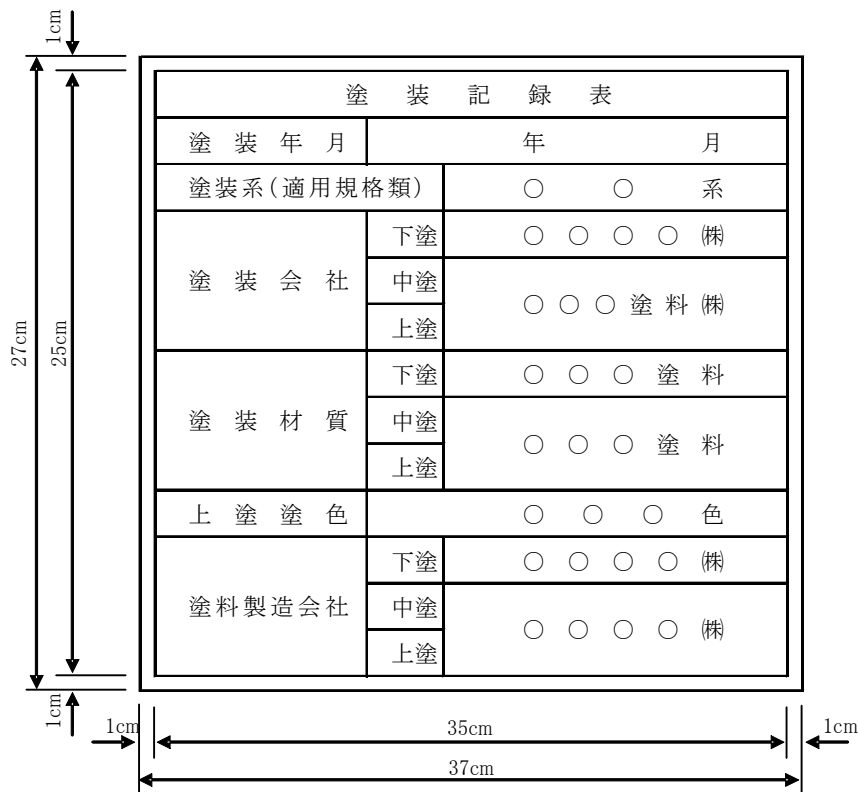 1cm
塗装記録表
塗装年月 年 月
塗装系(適用規格類) ○ ○ 系
塗装会社 下塗 ○○○○㈱
中塗 ○○○塗料㈱
上塗
塗装材質 下塗 ○○○塗料
中塗 ○○○塗料
上塗
上塗塗色 ○○○色
塗料製造会社 下塗 ○○○○㈱
中塗 ○○○○㈱
上塗
27cm
25cm
1cm
1cm 35cm 1cm
37cm